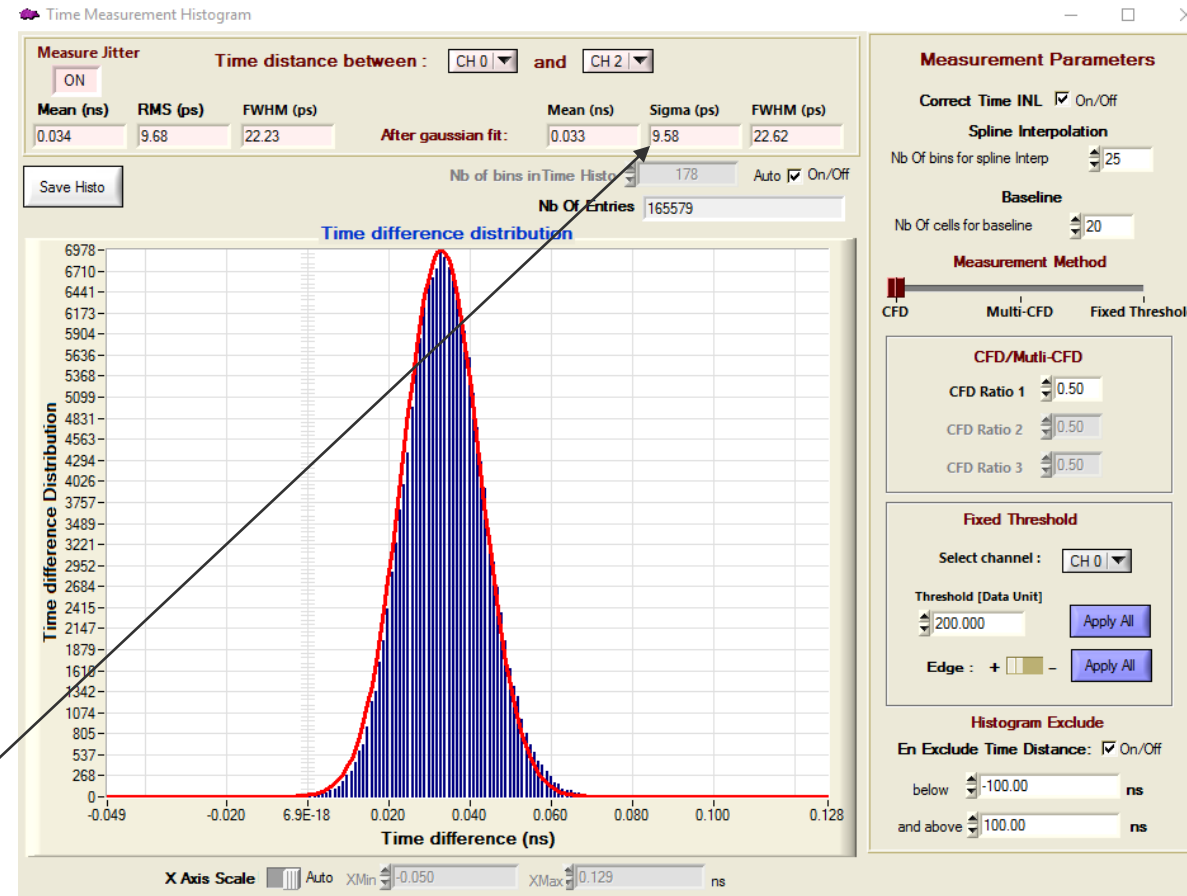 Time Measurement Histogram
Measure Jitter
ON
Time distance between : CH 0 and CH 2
Mean (ns) RMS (ps) FWHM (ps) Mean (ns) Sigma (ps) FWHM (ps)
0.034 9.68 22.23 After gaussian fit: 0.033 9.58 22.62
Save Histo
Nb of bins in Time Histo 178 Auto On/Off
Nb Of Entries 165579
Time difference distribution
6978
6710
6441
6173
5904
5636
5368
5099
4831
4563
4294
4026
3757
3489
3221
2952
2684
2415
2147
1879
1610
1342
1074
805
537
268
0
Time difference Distribution
-0.049 -0.020 6.9E-18 0.020 0.040 0.060 0.080 0.100 0.128
Time difference (ns)
X Axis Scale Auto XMin -0.050 XMax 0.129 ns
Measurement Parameters
Correct Time INL On/Off
Spline Interpolation
Nb Of bins for spline Interp 25
Baseline
Nb Of cells for baseline 20
Measurement Method
CFD Multi-CFD Fixed Threshol
CFD/Mutli-CFD
CFD Ratio 1 0.50
CFD Ratio 2 0.50
CFD Ratio 3 0.50
Fixed Threshold
Select channel : CH 0
Threshold [Data Unit]
200.000 Apply All
Edge : + - Apply All
Histogram Exclude
En Exclude Time Distance: On/Off
below -100.00 ns
and above 100.00 ns